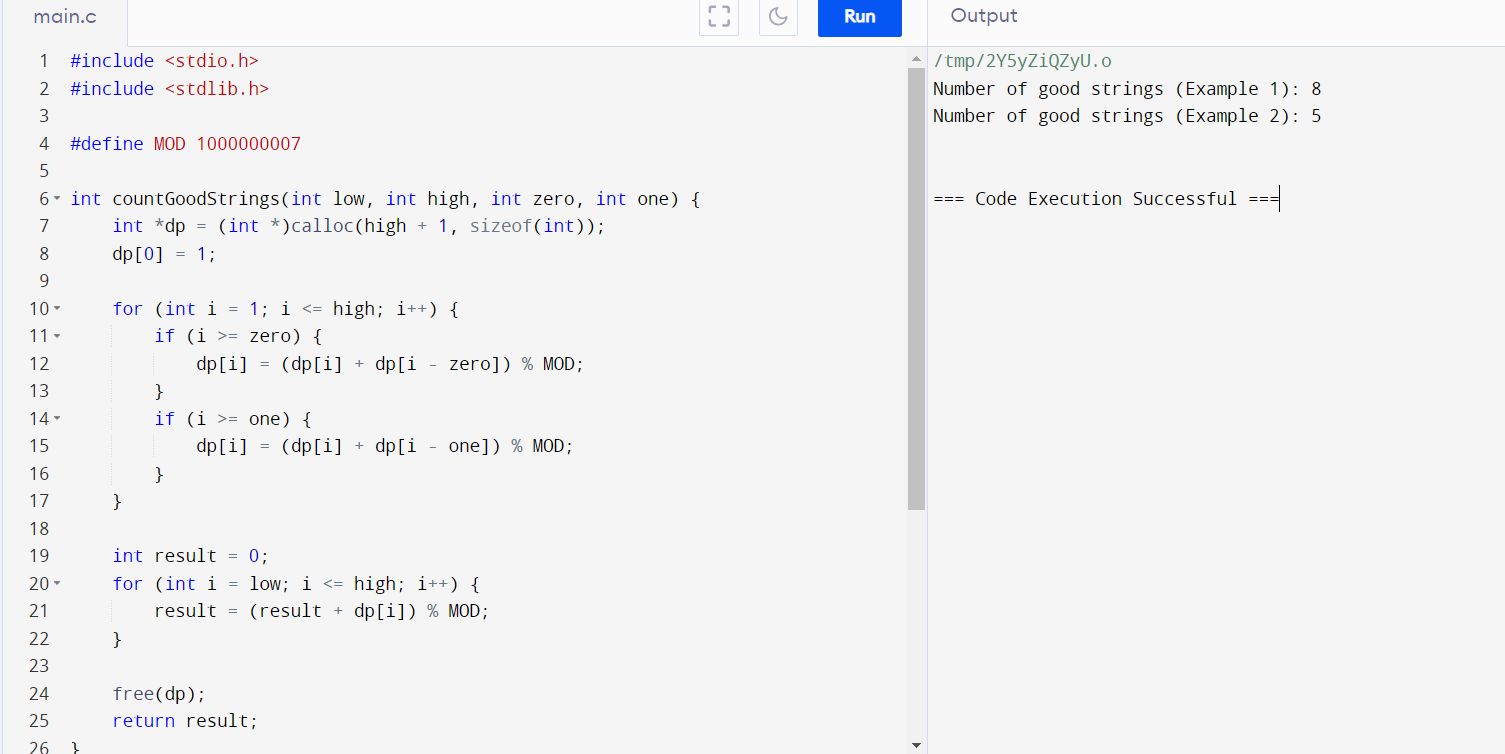 main.c
Run
Output
1 #include <stdio.h>
2 #include <stdlib.h>
3
4 #define MOD 1000000007
5
6 int countGoodStrings(int low, int high, int zero, int one) {
7     int *dp = (int *)calloc(high + 1, sizeof(int));
8     dp[0] = 1;
9
10     for (int i = 1; i <= high; i++) {
11         if (i >= zero) {
12             dp[i] = (dp[i] + dp[i - zero]) % MOD;
13         }
14         if (i >= one) {
15             dp[i] = (dp[i] + dp[i - one]) % MOD;
16         }
17     }
18
19     int result = 0;
20     for (int i = low; i <= high; i++) {
21         result = (result + dp[i]) % MOD;
22     }
23
24     free(dp);
25     return result;
26 }
/tmp/2Y5yZiQZyU.o
Number of good strings (Example 1): 8
Number of good strings (Example 2): 5
=== Code Execution Successful ===